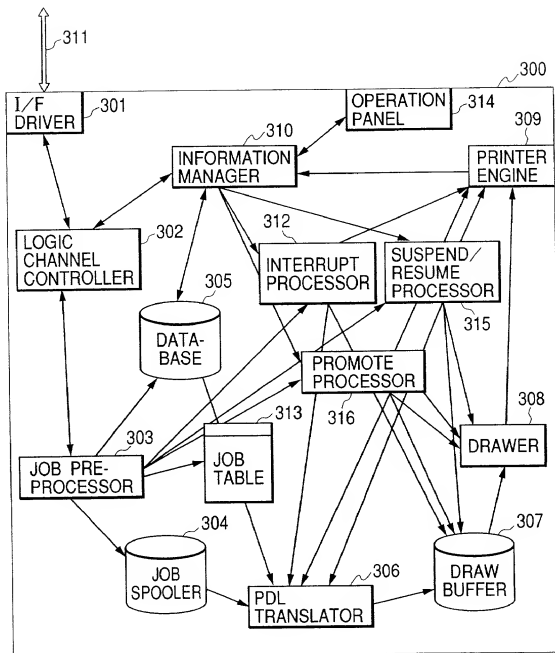 311
300
I/F
DRIVER
301
OPERATION
PANEL
314
309
310
INFORMATION
MANAGER
PRINTER
ENGINE
302
LOGIC
CHANNEL
CONTROLLER
312
INTERRUPT
PROCESSOR
SUSPEND/
RESUME
PROCESSOR
315
305
DATA-
BASE
PROMOTE
PROCESSOR
316
308
DRAWER
313
JOB
TABLE
303
JOB PRE-
PROCESSOR
304
JOB
SPOOLER
306
PDL
TRANSLATOR
307
DRAW
BUFFER